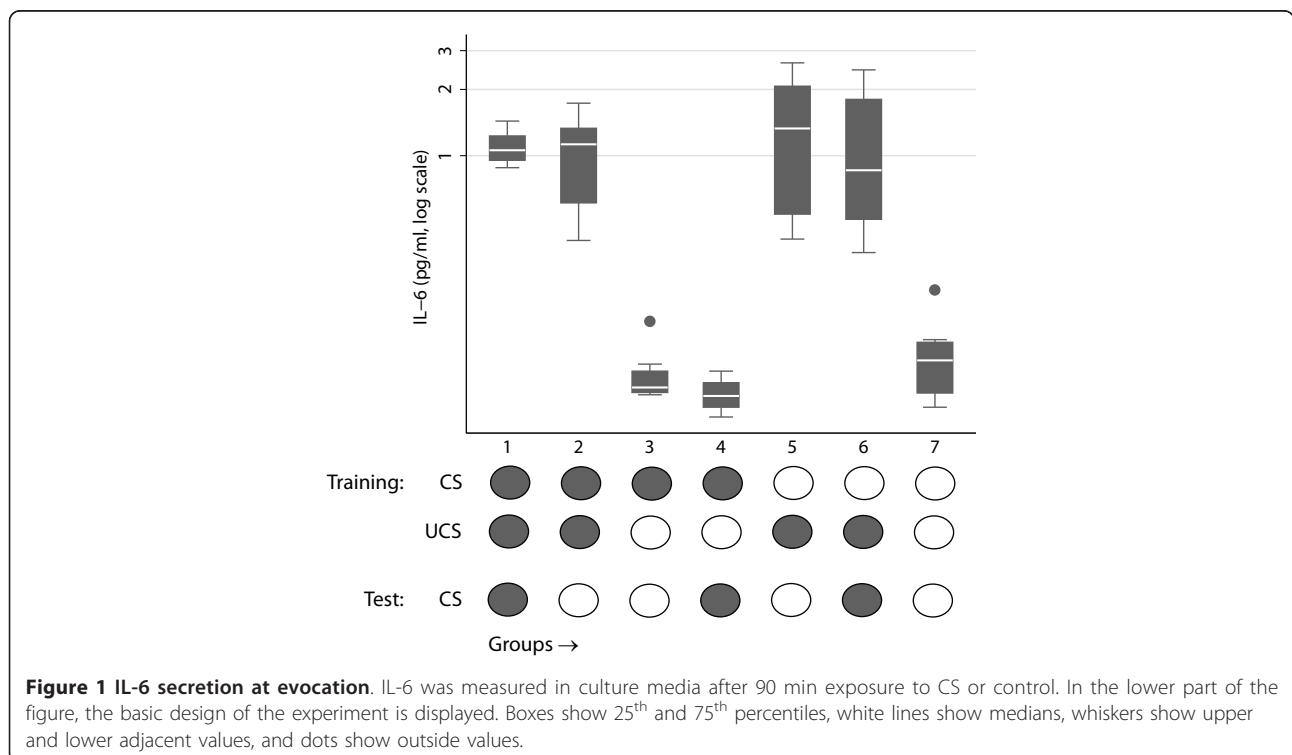 3
2
1
IL–6 (pg/ml, log scale)
1 2 3 4 5 6 7
Training: CS
UCS
Test: CS
Groups →
Figure 1 IL-6 secretion at evocation. IL-6 was measured in culture media after 90 min exposure to CS or control. In the lower part of the
figure, the basic design of the experiment is displayed. Boxes show 25th and 75th percentiles, white lines show medians, whiskers show upper
and lower adjacent values, and dots show outside values.